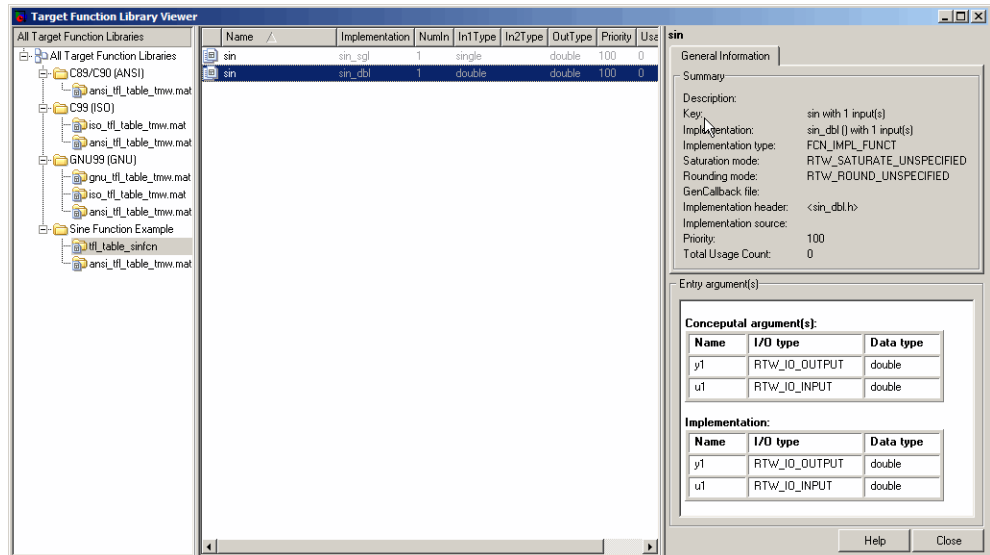 Target Function Library Viewer
All Target Function Libraries
All Target Function Libraries
C89/C90 (ANSI)
ansi_tfl_table_tmw.mat
C99 (ISO)
iso_tfl_table_tmw.mat
ansi_tfl_table_tmw.mat
GNU99 (GNU)
gnu_tfl_table_tmw.mat
iso_tfl_table_tmw.mat
ansi_tfl_table_tmw.mat
Sine Function Example
tfl_table_sinfcn
ansi_tfl_table_tmw.mat
Name Implementation NumIn In1Type In2Type OutType Priority Usa
sin sin_sgl 1 single double 100 0
sin sin_dbl 1 double double 100 0
sin
General Information
Summary
Description:
Key: sin with 1 input(s)
Implementation: sin_dbl () with 1 input(s)
Implementation type: FCN_IMPL_FUNCT
Saturation mode: RTW_SATURATE_UNSPECIFIED
Rounding mode: RTW_ROUND_UNSPECIFIED
GenCallback file:
Implementation header: <sin_dbl.h>
Implementation source:
Priority: 100
Total Usage Count: 0
Entry argument(s)
Conceputal argument(s):
Name I/O type Data type
y1 RTW_IO_OUTPUT double
u1 RTW_IO_INPUT double
Implementation:
Name I/O type Data type
y1 RTW_IO_OUTPUT double
u1 RTW_IO_INPUT double
Help Close